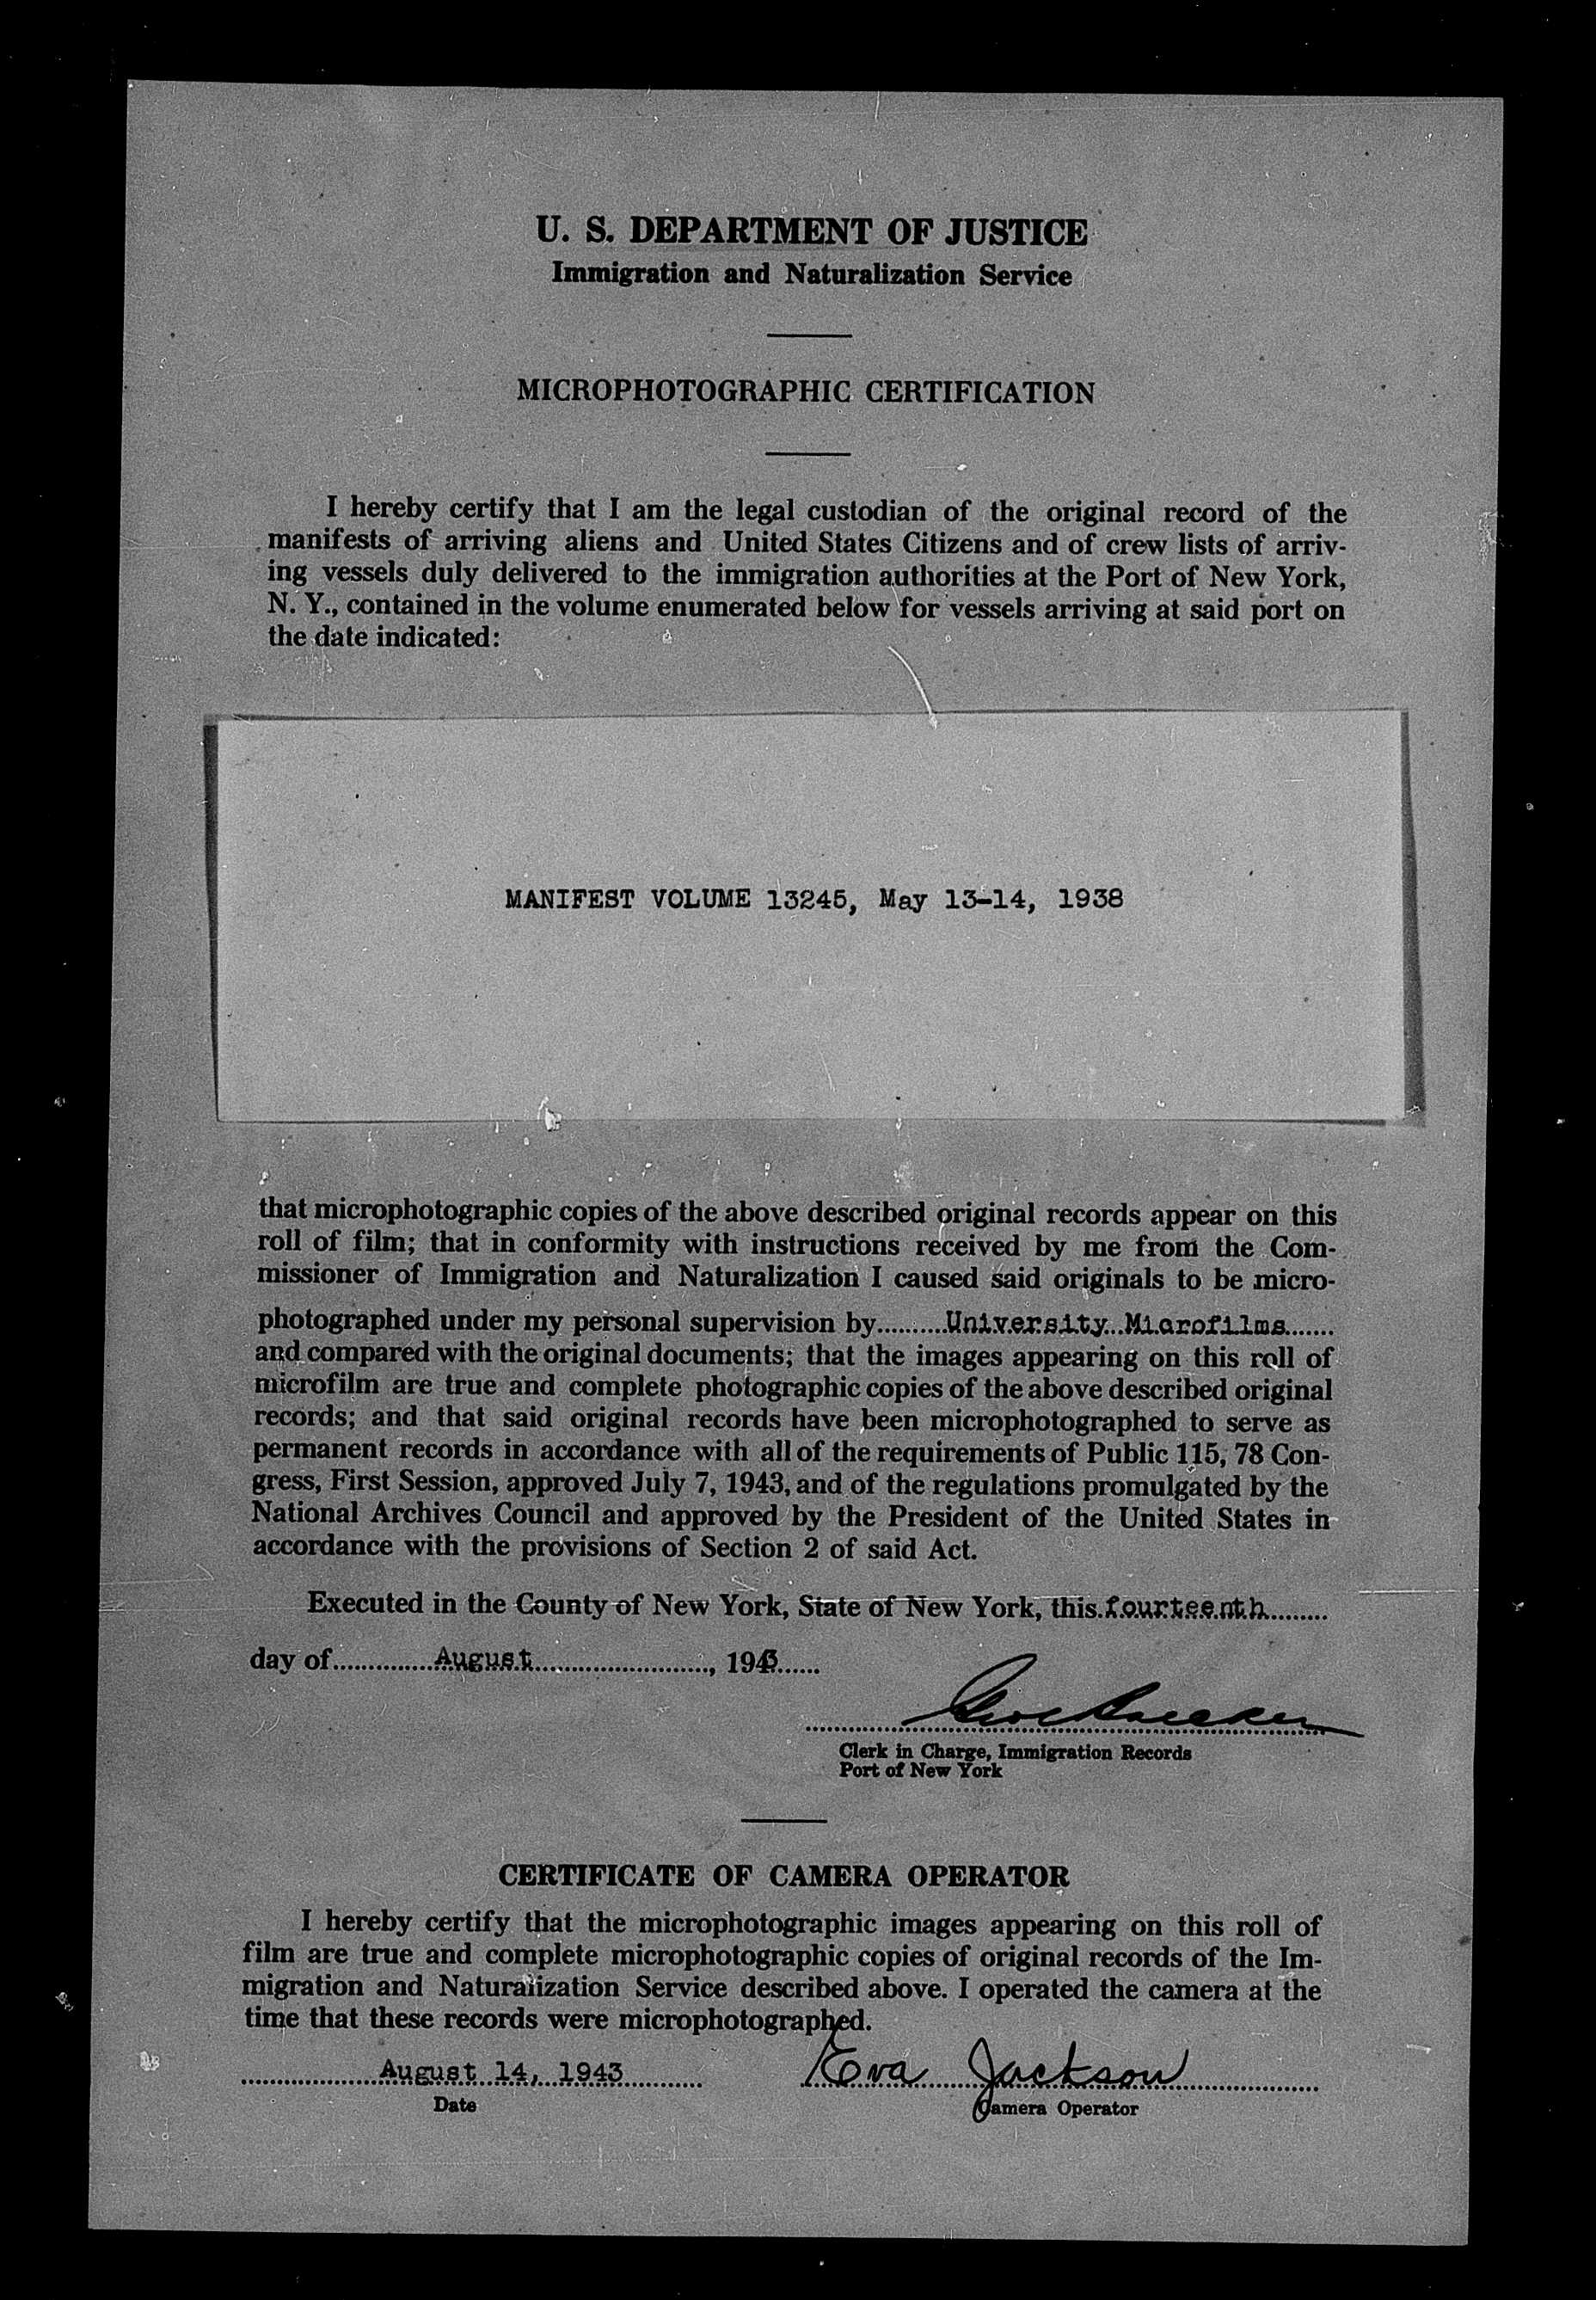 U. S. DEPARTMENT OF JUSTICE
Immigration and Naturalization Service
MICROPHOTOGRAPHIC CERTIFICATION
I hereby certify that I am the legal custodian of the original record of the
manifests of arriving aliens and United States Citizens and of crew lists of arriv-
ing vessels duly delivered to the immigration authorities at the Port of New York,
N. Y., contained in the volume enumerated below for vessels arriving at said port on
the date indicated:
MANIFEST VOLUME 13245, May 13-14, 1938
that microphotographic copies of the above described original records appear on this
roll of film; that in conformity with instructions received by me from the Com-
missioner of Immigration and Naturalization I caused said originals to be micro-
photographed under my personal supervision by University Microfilms
and compared with the original documents; that the images appearing on this roll of
microfilm are true and complete photographic copies of the above described original
records; and that said original records have been microphotographed to serve as
permanent records in accordance with all of the requirements of Public 115, 78 Con-
gress, First Session, approved July 7, 1943, and of the regulations promulgated by the
National Archives Council and approved by the President of the United States in
accordance with the provisions of Section 2 of said Act.
Executed in the County of New York, State of New York, this fourteenth
day of August, 1943
Clerk in Charge, Immigration Records
Port of New York
CERTIFICATE OF CAMERA OPERATOR
I hereby certify that the microphotographic images appearing on this roll of
film are true and complete microphotographic copies of original records of the Im-
migration and Naturalization Service described above. I operated the camera at the
time that these records were microphotographed.
August 14, 1943 Eva Jackson
Date Camera Operator